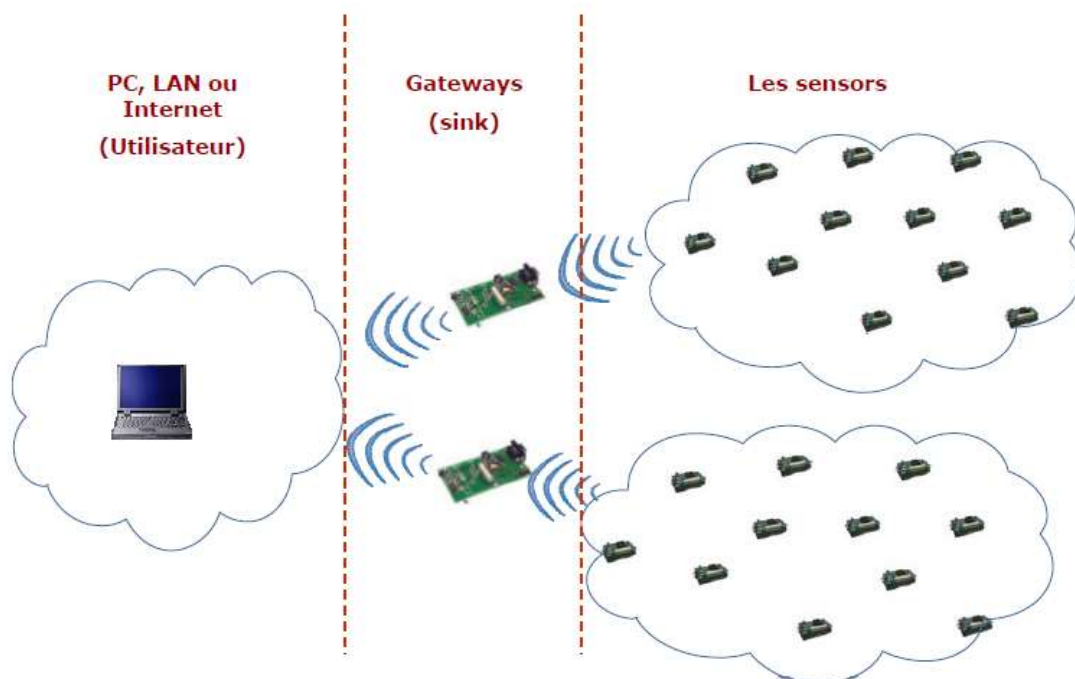 PC, LAN ou
Internet
(Utilisateur)
Gateways
(sink)
Les sensors